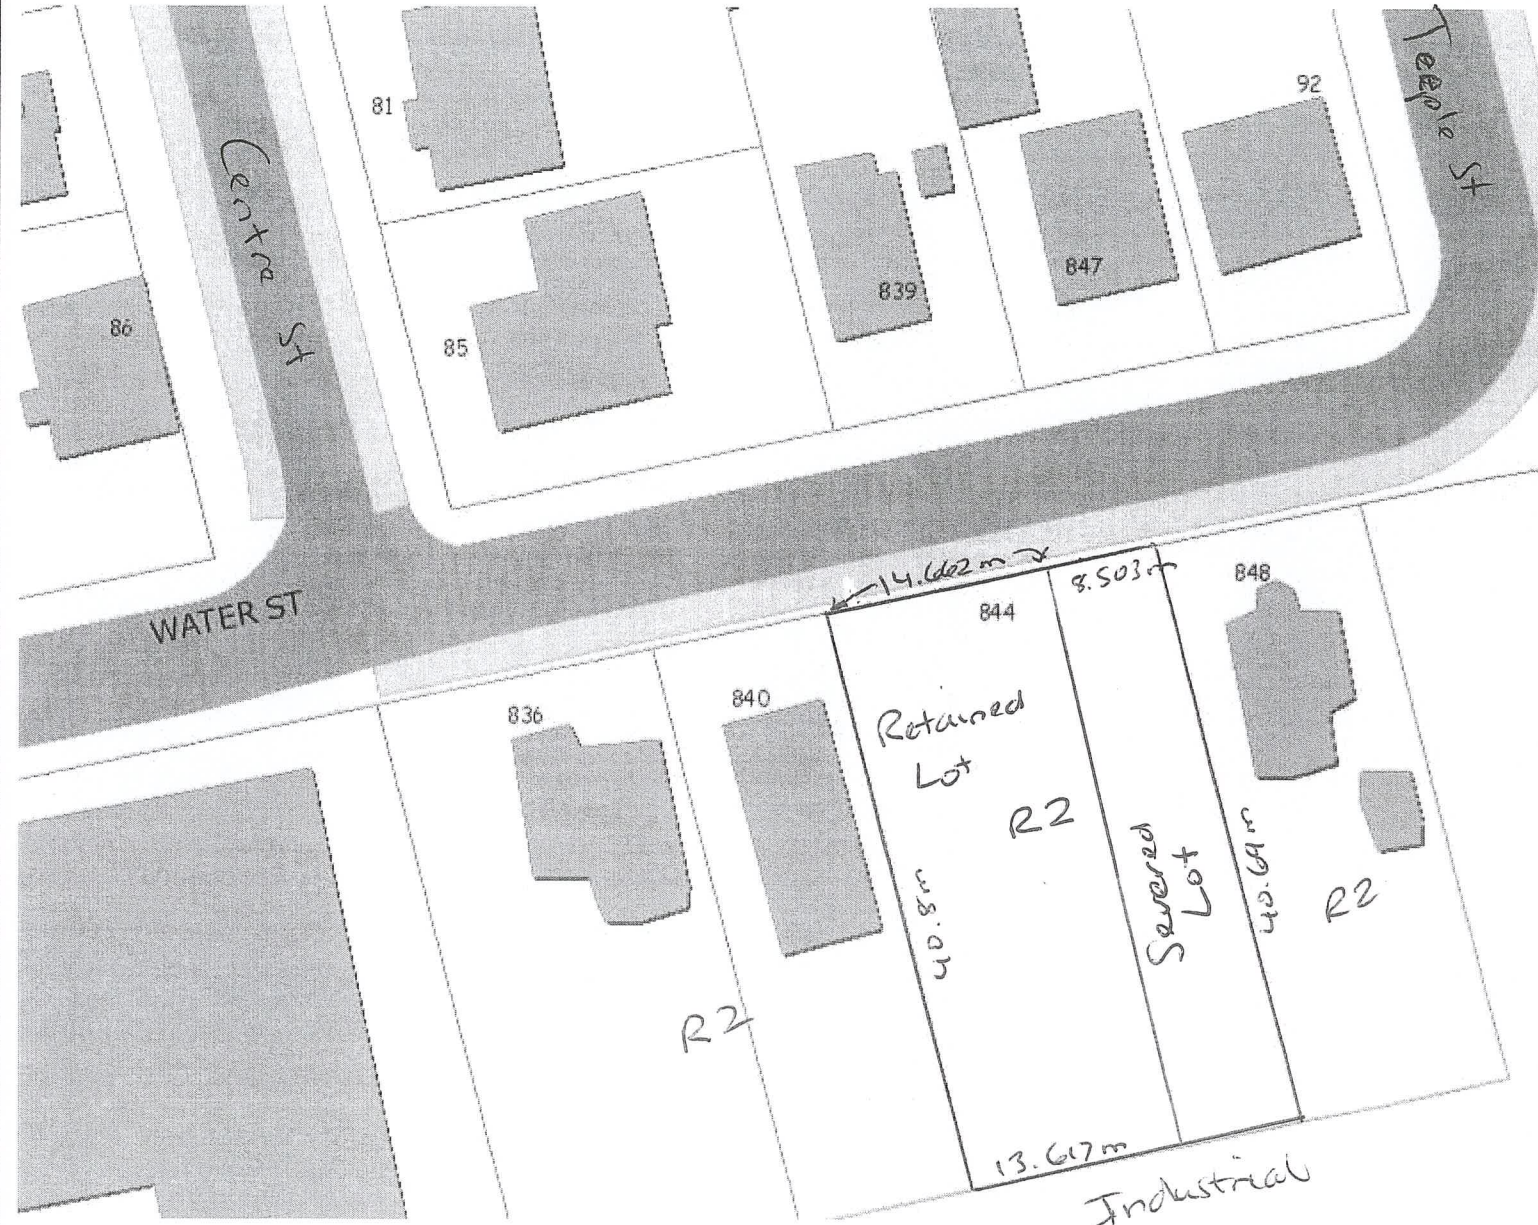 Teeple St
92
81
Centre St
847
839
86
85
14.662m
8.503m
848
844
WATER ST
836
840
Retained
Lot
R2
Severed
Lot
40.8m
40.64m
R2
R2
13.617m
Industrial